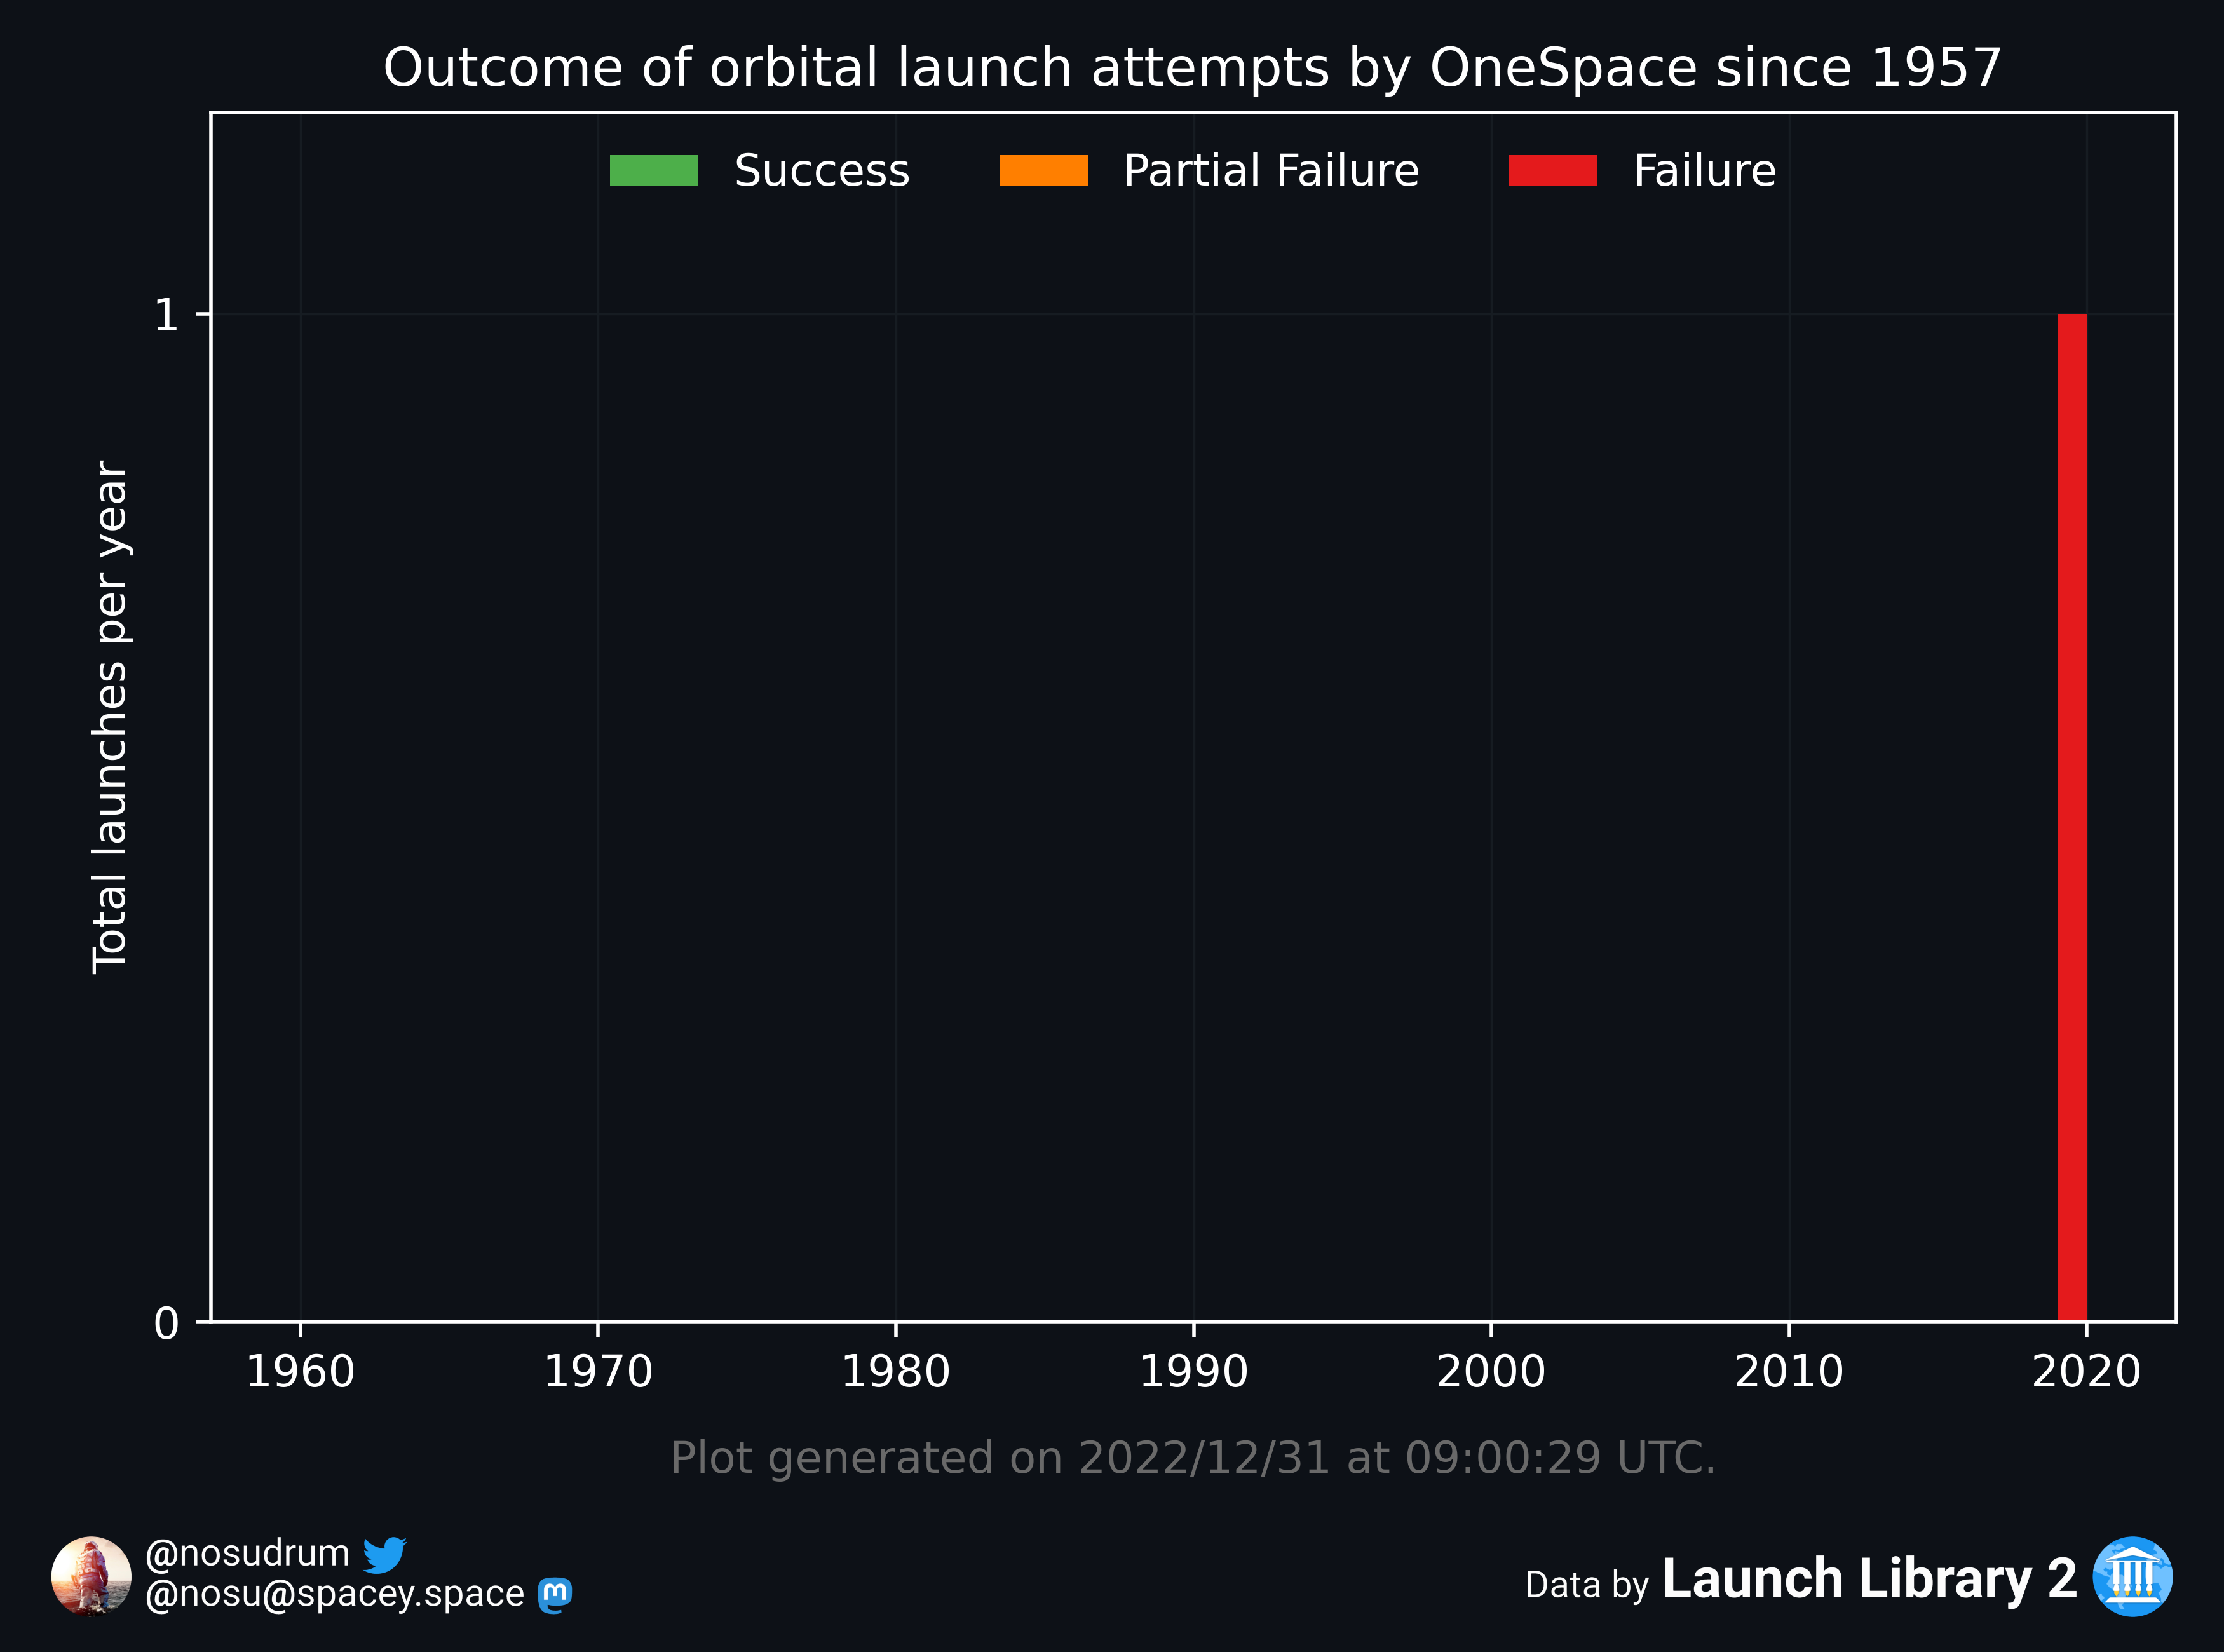 Outcome of orbital launch attempts by OneSpace since 1957
Success Partial Failure Failure
Total launches per year
1
0
1960 1970 1980 1990 2000 2010 2020
Plot generated on 2022/12/31 at 09:00:29 UTC.
@nosudrum
@nosu@spacey.space
Data by Launch Library 2